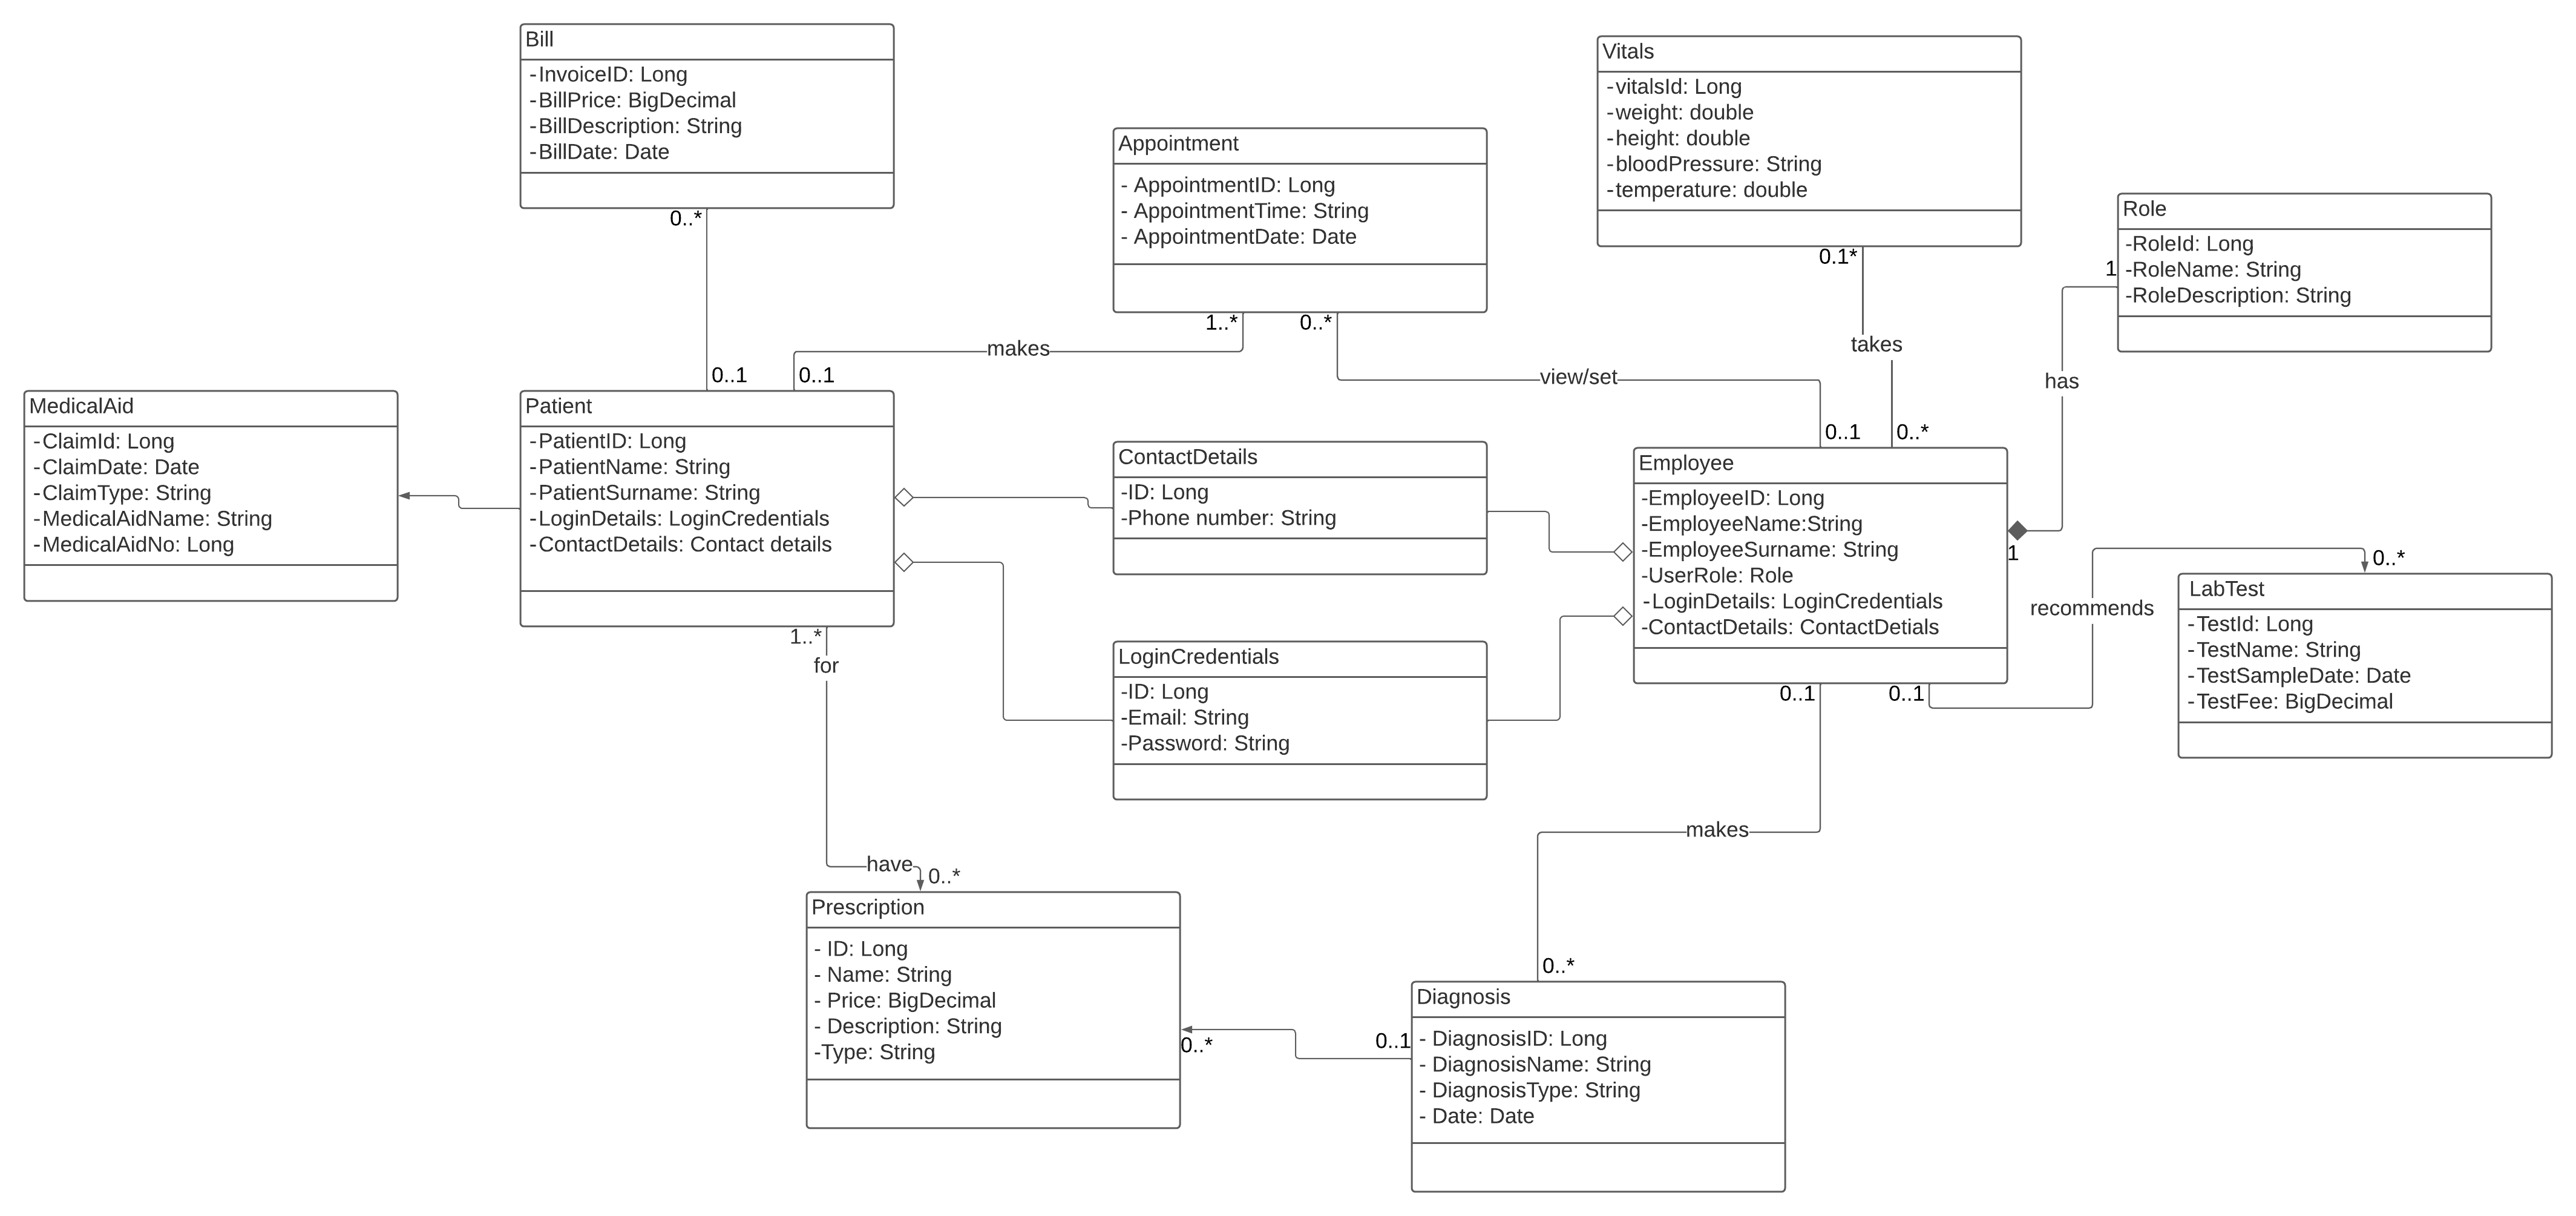 Bill
-InvoiceID: Long
-BillPrice: BigDecimal
-BillDescription: String
-BillDate: Date
0..*
0..1
Vitals
-vitalsId: Long
-weight: double
-height: double
-bloodPressure: String
-temperature: double
0.1*
takes
0..*
Appointment
- AppointmentID: Long
- AppointmentTime: String
- AppointmentDate: Date
1..*
0..*
makes
0..1
view/set
0..1
Role
-RoleId: Long
-RoleName: String
-RoleDescription: String
1
has
1
MedicalAid
-ClaimId: Long
-ClaimDate: Date
-ClaimType: String
-MedicalAidName: String
-MedicalAidNo: Long
Patient
-PatientID: Long
-PatientName: String
-PatientSurname: String
-LoginDetails: LoginCredentials
-ContactDetails: Contact details
ContactDetails
-ID: Long
-Phone number: String
Employee
-EmployeeID: Long
-EmployeeName:String
-EmployeeSurname: String
-UserRole: Role
-LoginDetails: LoginCredentials
-ContactDetails: ContactDetials
LoginCredentials
-ID: Long
-Email: String
-Password: String
0..*
recommends
LabTest
-TestId: Long
-TestName: String
-TestSampleDate: Date
-TestFee: BigDecimal
1..*
for
0..1
0..1
makes
have
0..*
Prescription
- ID: Long
- Name: String
- Price: BigDecimal
- Description: String
-Type: String
0..*
0..1
0..*
Diagnosis
- DiagnosisID: Long
- DiagnosisName: String
- DiagnosisType: String
- Date: Date